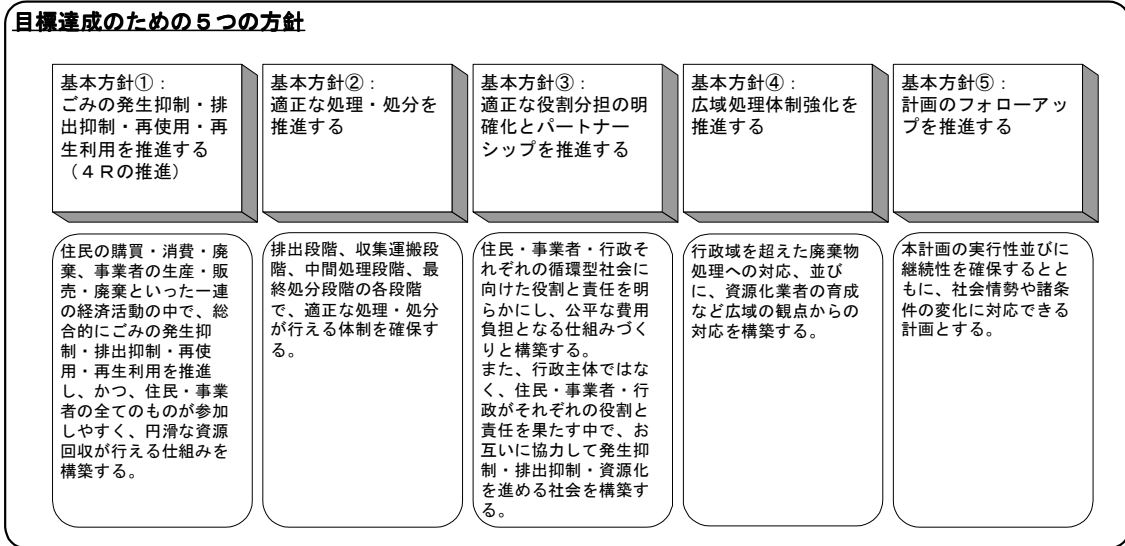 目標達成のための５つの方針
基本方針①：
ごみの発生抑制・排
出抑制・再使用・再
生利用を推進する
（４Ｒの推進）
住民の購買・消費・廃
棄、事業者の生産・販
売・廃棄といった一連
の経済活動の中で、総
合的にごみの発生抑
制・排出抑制・再使
用・再生利用を推進
し、かつ、住民・事業
者の全てのものが参加
しやすく、円滑な資源
回収が行える仕組みを
構築する。
基本方針②：
適正な処理・処分を
推進する
排出段階、収集運搬段
階、中間処理段階、最
終処分段階の各段階
で、適正な処理・処分
が行える体制を確保す
る。
基本方針③：
適正な役割分担の明
確化とパートナー
シップを推進する
住民・事業者・行政そ
れぞれの循環型社会に
向けた役割と責任を明
らかにし、公平な費用
負担となる仕組みづく
りと構築する。
また、行政主体ではな
く、住民・事業者・行
政がそれぞれの役割と
責任を果たす中で、お
互いに協力して発生抑
制・排出抑制・資源化
を進める社会を構築す
る。
基本方針④：
広域処理体制強化を
推進する
行政域を超えた廃棄物
処理への対応、並び
に、資源化業者の育成
など広域の観点からの
対応を構築する。
基本方針⑤：
計画のフォローアッ
プを推進する
本計画の実行性並びに
継続性を確保するとと
もに、社会情勢や諸条
件の変化に対応できる
計画とする。